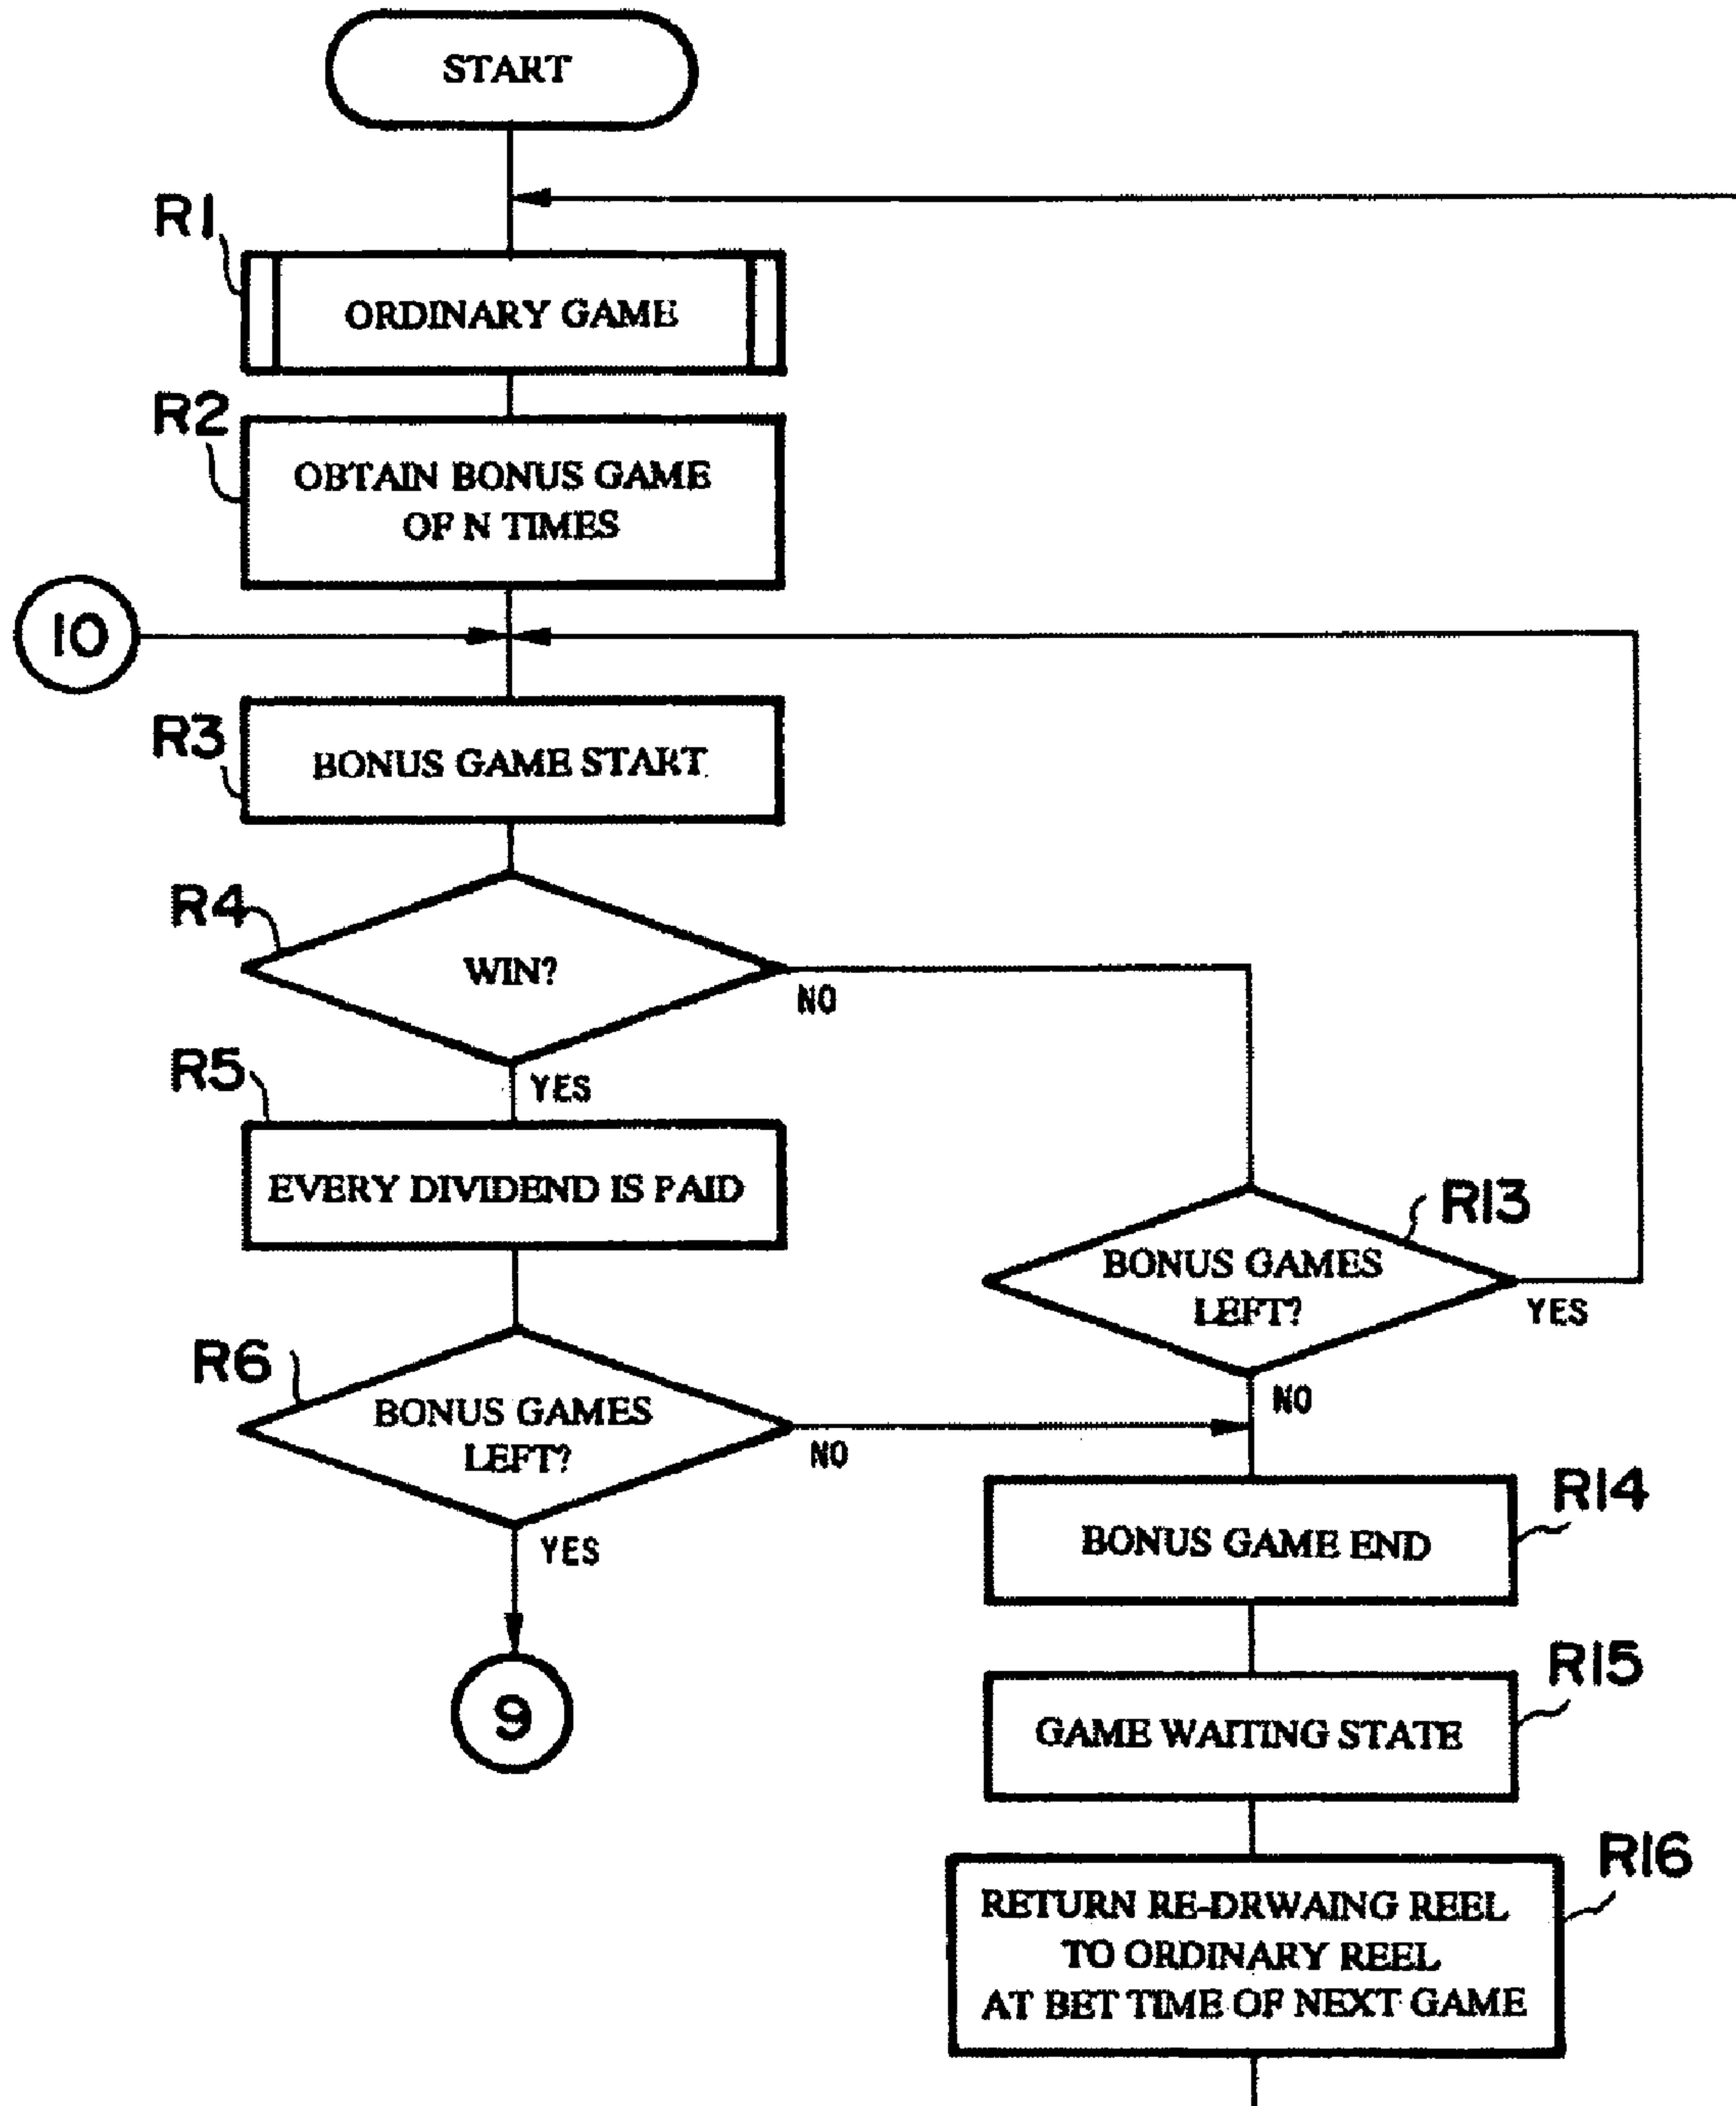 START
R1
ORDINARY GAME
R2
OBTAIN BONUS GAME
OF N TIMES
10
R3
BONUS GAME START
R4
WIN?
NO
YES
R5
EVERY DIVIDEND IS PAID
R13
BONUS GAMES
LEFT?
YES
NO
R6
BONUS GAMES
LEFT?
NO
YES
9
R14
BONUS GAME END
R15
GAME WAITING STATE
R16
RETURN RE-DRWAING REEL
TO ORDINARY REEL
AT BET TIME OF NEXT GAME